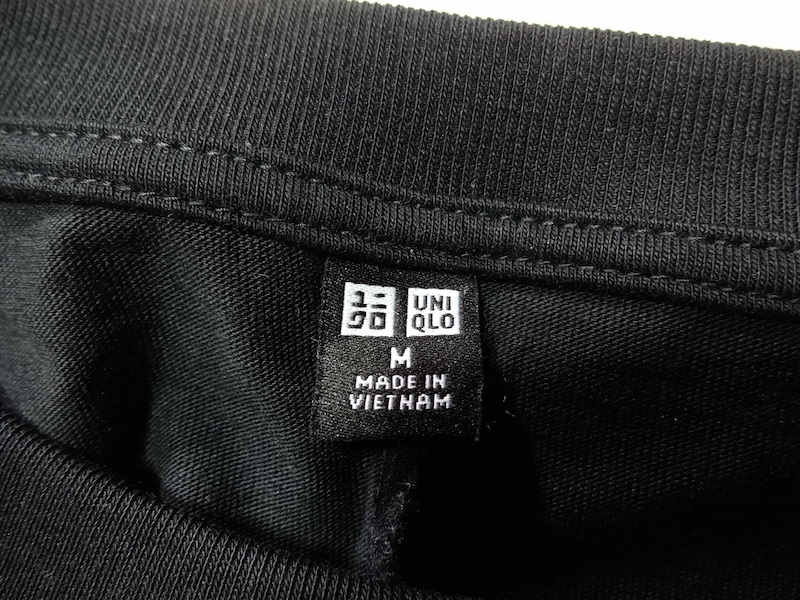 ユニ UNI
クロ QLO
M
MADE IN
VIETNAM